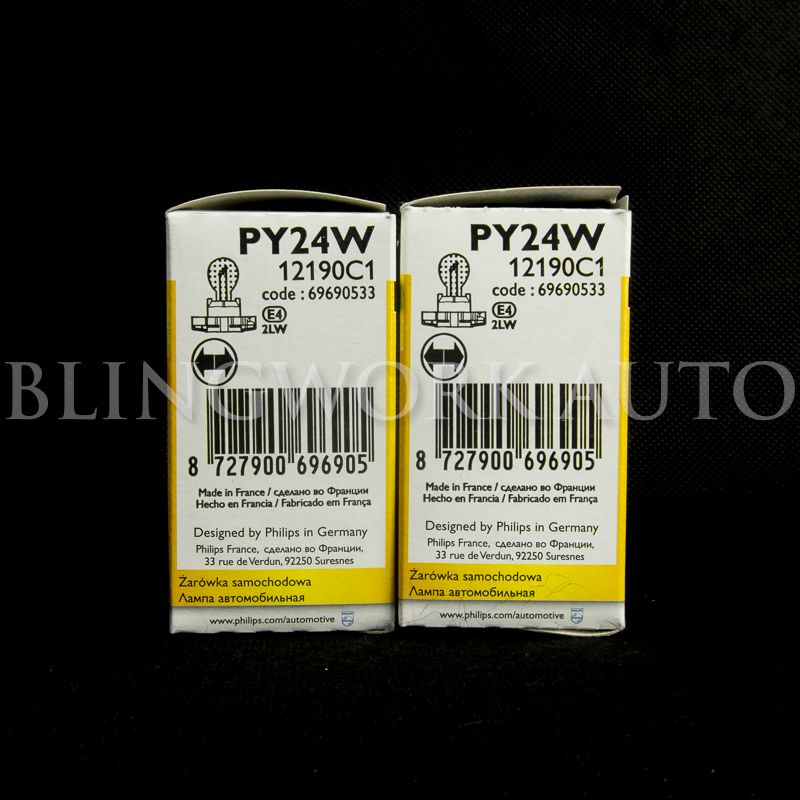 PY24W
12190C1
code : 69690533
E4
2LW
8 727900 696905
Made in France / сделано во Франции
Hecho en Francia / Fabricado em França
Designed by Philips in Germany
Philips France, сделано во Франции,
33 rue de Verdun, 92250 Suresnes
Żarówka samochodowa
Лампа автомобильная
www.philips.com/automotive
PY24W
12190C1
code : 69690533
E4
2LW
8 727900 696905
Made in France / сделано во Франции
Hecho en Francia / Fabricado em França
Designed by Philips in Germany
Philips France, сделано во Франции,
33 rue de Verdun, 92250 Suresnes
Żarówka samochodowa
Лампа автомобильная
www.philips.com/automotive
BLINGWORK AUTO